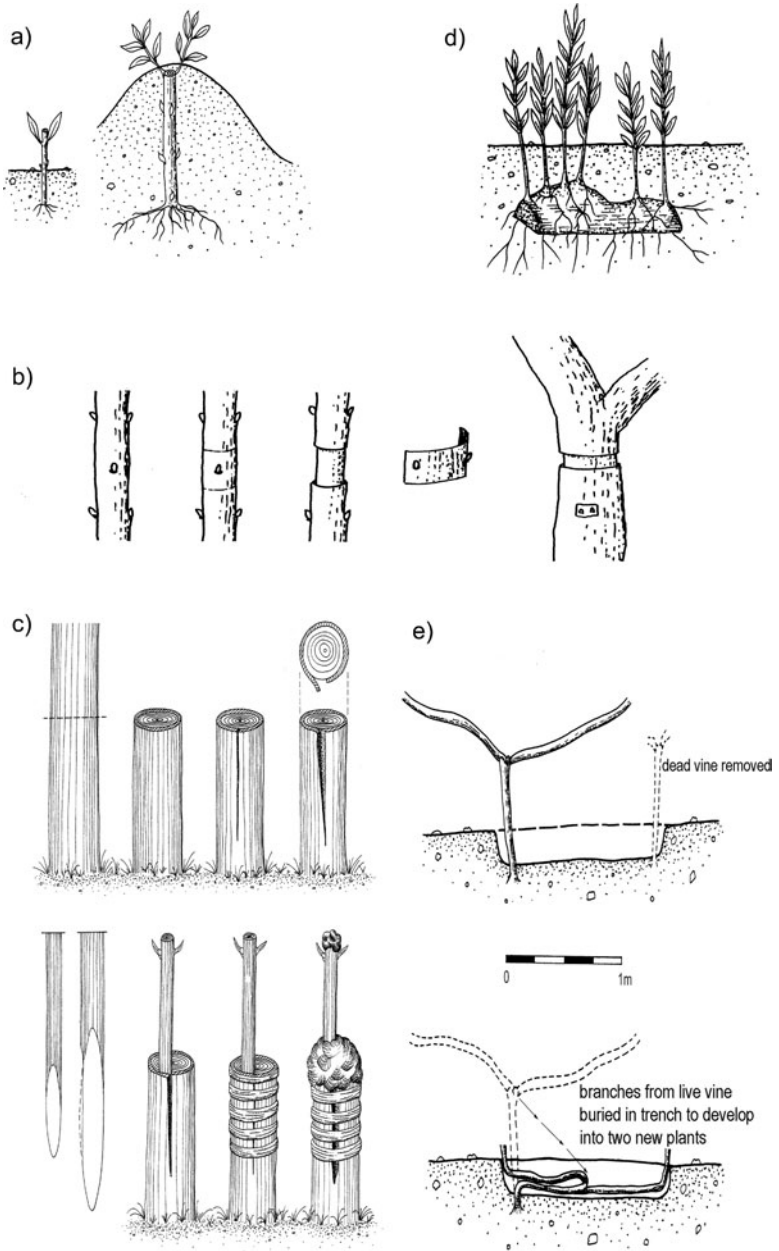 a)
d)
b)
c)
e)
dead vine removed
0 1m
branches from live vine
buried in trench to develop
into two new plants